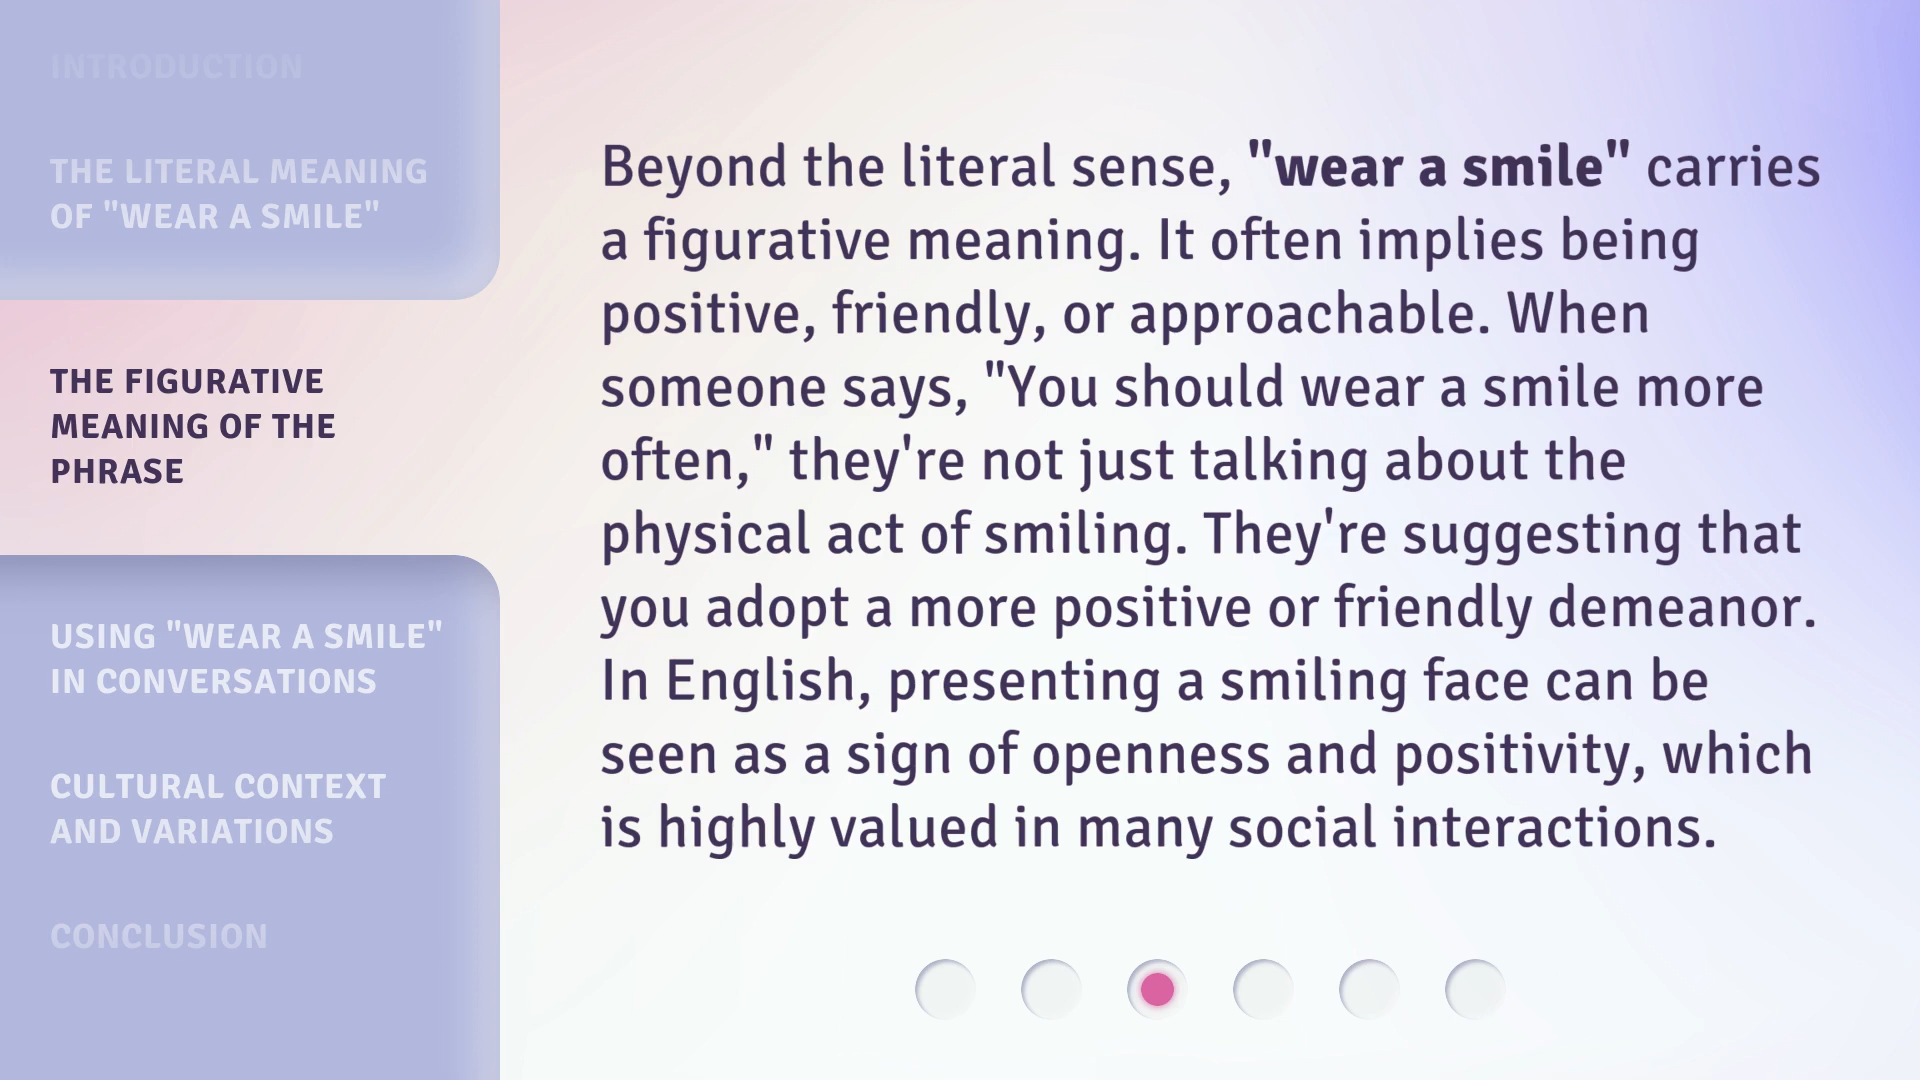 INTRODUCTION
THE LITERAL MEANING
OF "WEAR A SMILE"
THE FIGURATIVE
MEANING OF THE
PHRASE
USING "WEAR A SMILE"
IN CONVERSATIONS
CULTURAL CONTEXT
AND VARIATIONS
CONCLUSION
Beyond the literal sense, "wear a smile" carries
a figurative meaning. It often implies being
positive, friendly, or approachable. When
someone says, "You should wear a smile more
often," they're not just talking about the
physical act of smiling. They're suggesting that
you adopt a more positive or friendly demeanor.
In English, presenting a smiling face can be
seen as a sign of openness and positivity, which
is highly valued in many social interactions.